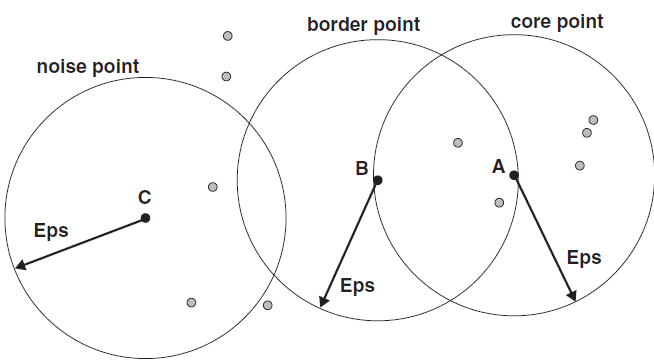 border point
core point
noise point
B
A
C
Eps
Eps
Eps